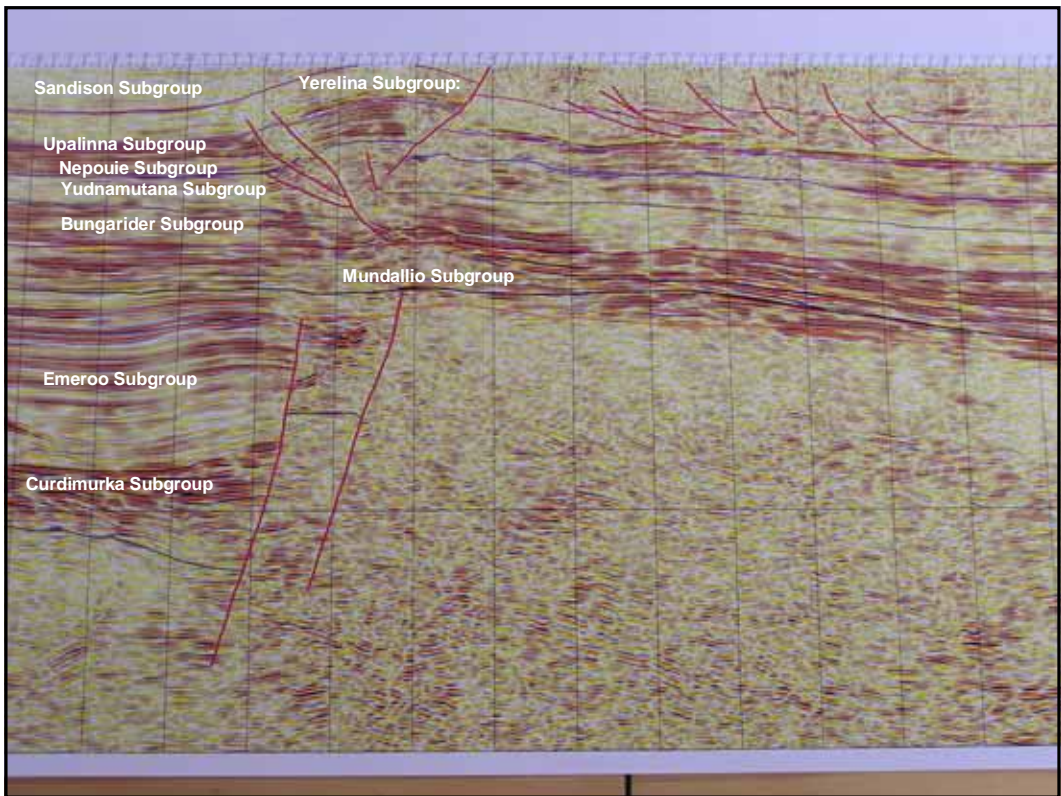 Sandison Subgroup
Yerelina Subgroup:
Upalinna Subgroup
Nepouie Subgroup
Yudnamutana Subgroup
Bungarider Subgroup
Mundallio Subgroup
Emeroo Subgroup
Curdimurka Subgroup